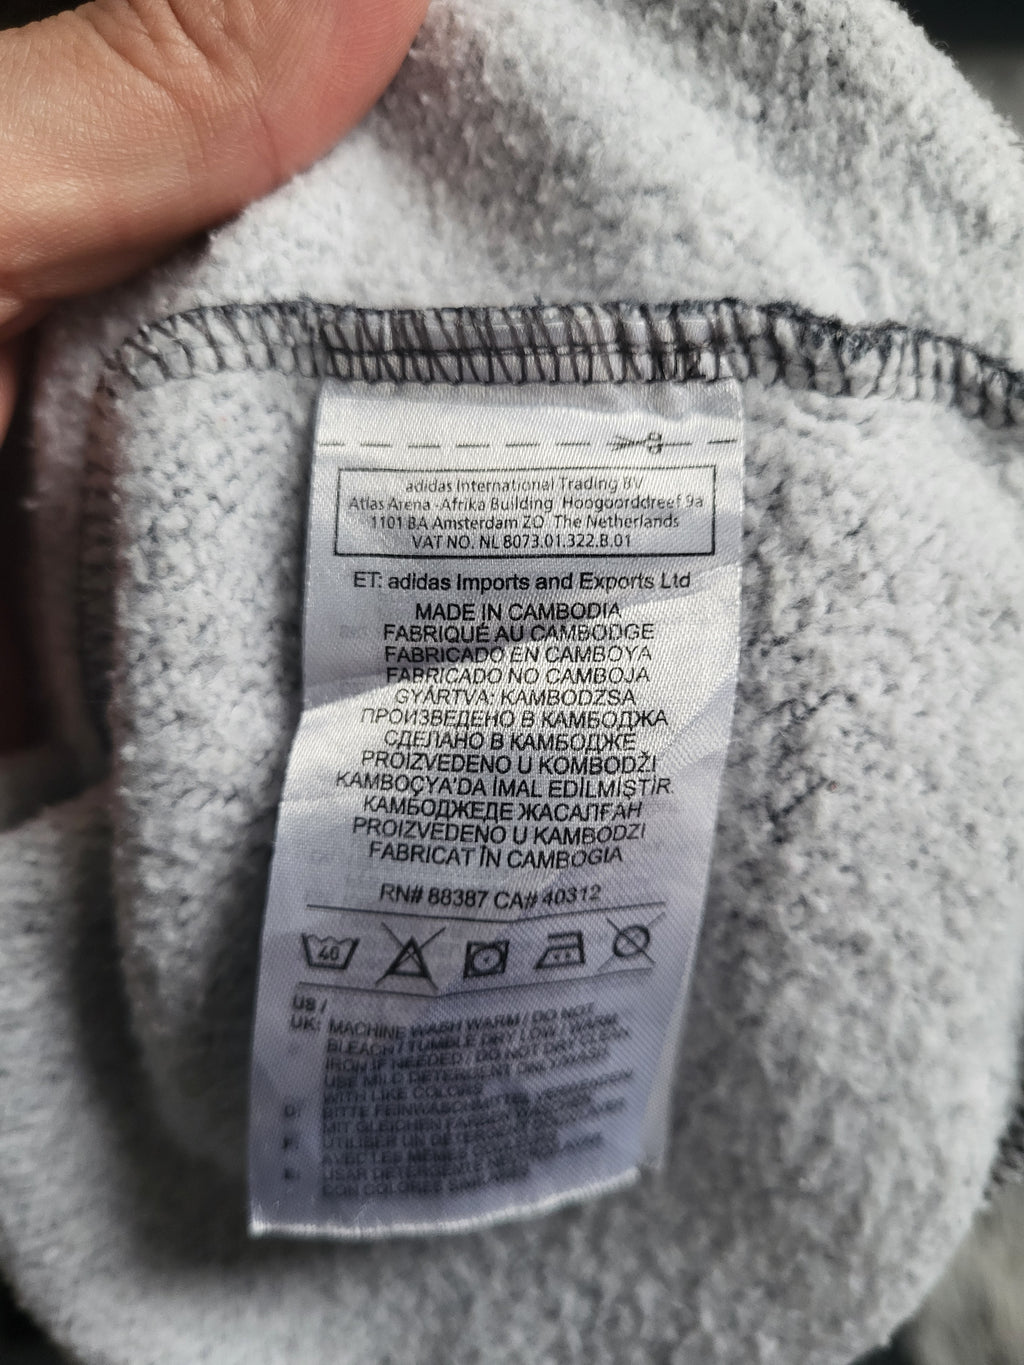 adidas International Trading BV
Atlas Arena -Afrika Building Hoogoorddreef 9a
1101 BA Amsterdam ZO The Netherlands
VAT NO. NL 8073.01.322.B.01
ET: adidas Imports and Exports Ltd
MADE IN CAMBODIA
FABRIQUÉ AU CAMBODGE
FABRICADO EN CAMBOYA
FABRICADO NO CAMBOJA
GYÁRTVA: KAMBODZSA
ПРОИЗВЕДЕНО В КАМБОДЖА
СДЕЛАНО В КАМБОДЖЕ
PROIZVEDENO U KOMBODŽI
KAMBOÇYA'DA İMAL EDİLMİŞTİR.
КАМБОДЖЕДЕ ЖАСАЛҒАН
PROIZVEDENO U KAMBODZI
FABRICAT ÎN CAMBOGIA
RN# 88387 CA# 40312
40
US /
UK: MACHINE WASH WARM / DO NOT
BLEACH / TUMBLE DRY LOW / WARM
IRON IF NEEDED / DO NOT DRY CLEAN
USE MILD DETERGENT ONLY/WASH
WITH LIKE COLORS
D: BITTE FEINWASCHMITTEL VERWENDEN
MIT GLEICHEN FARBEN WASCHEN
F: UTILISER UN
AVEC LES MEMES
E: USAR DETERGENTE
CON COLORES SIMILARES